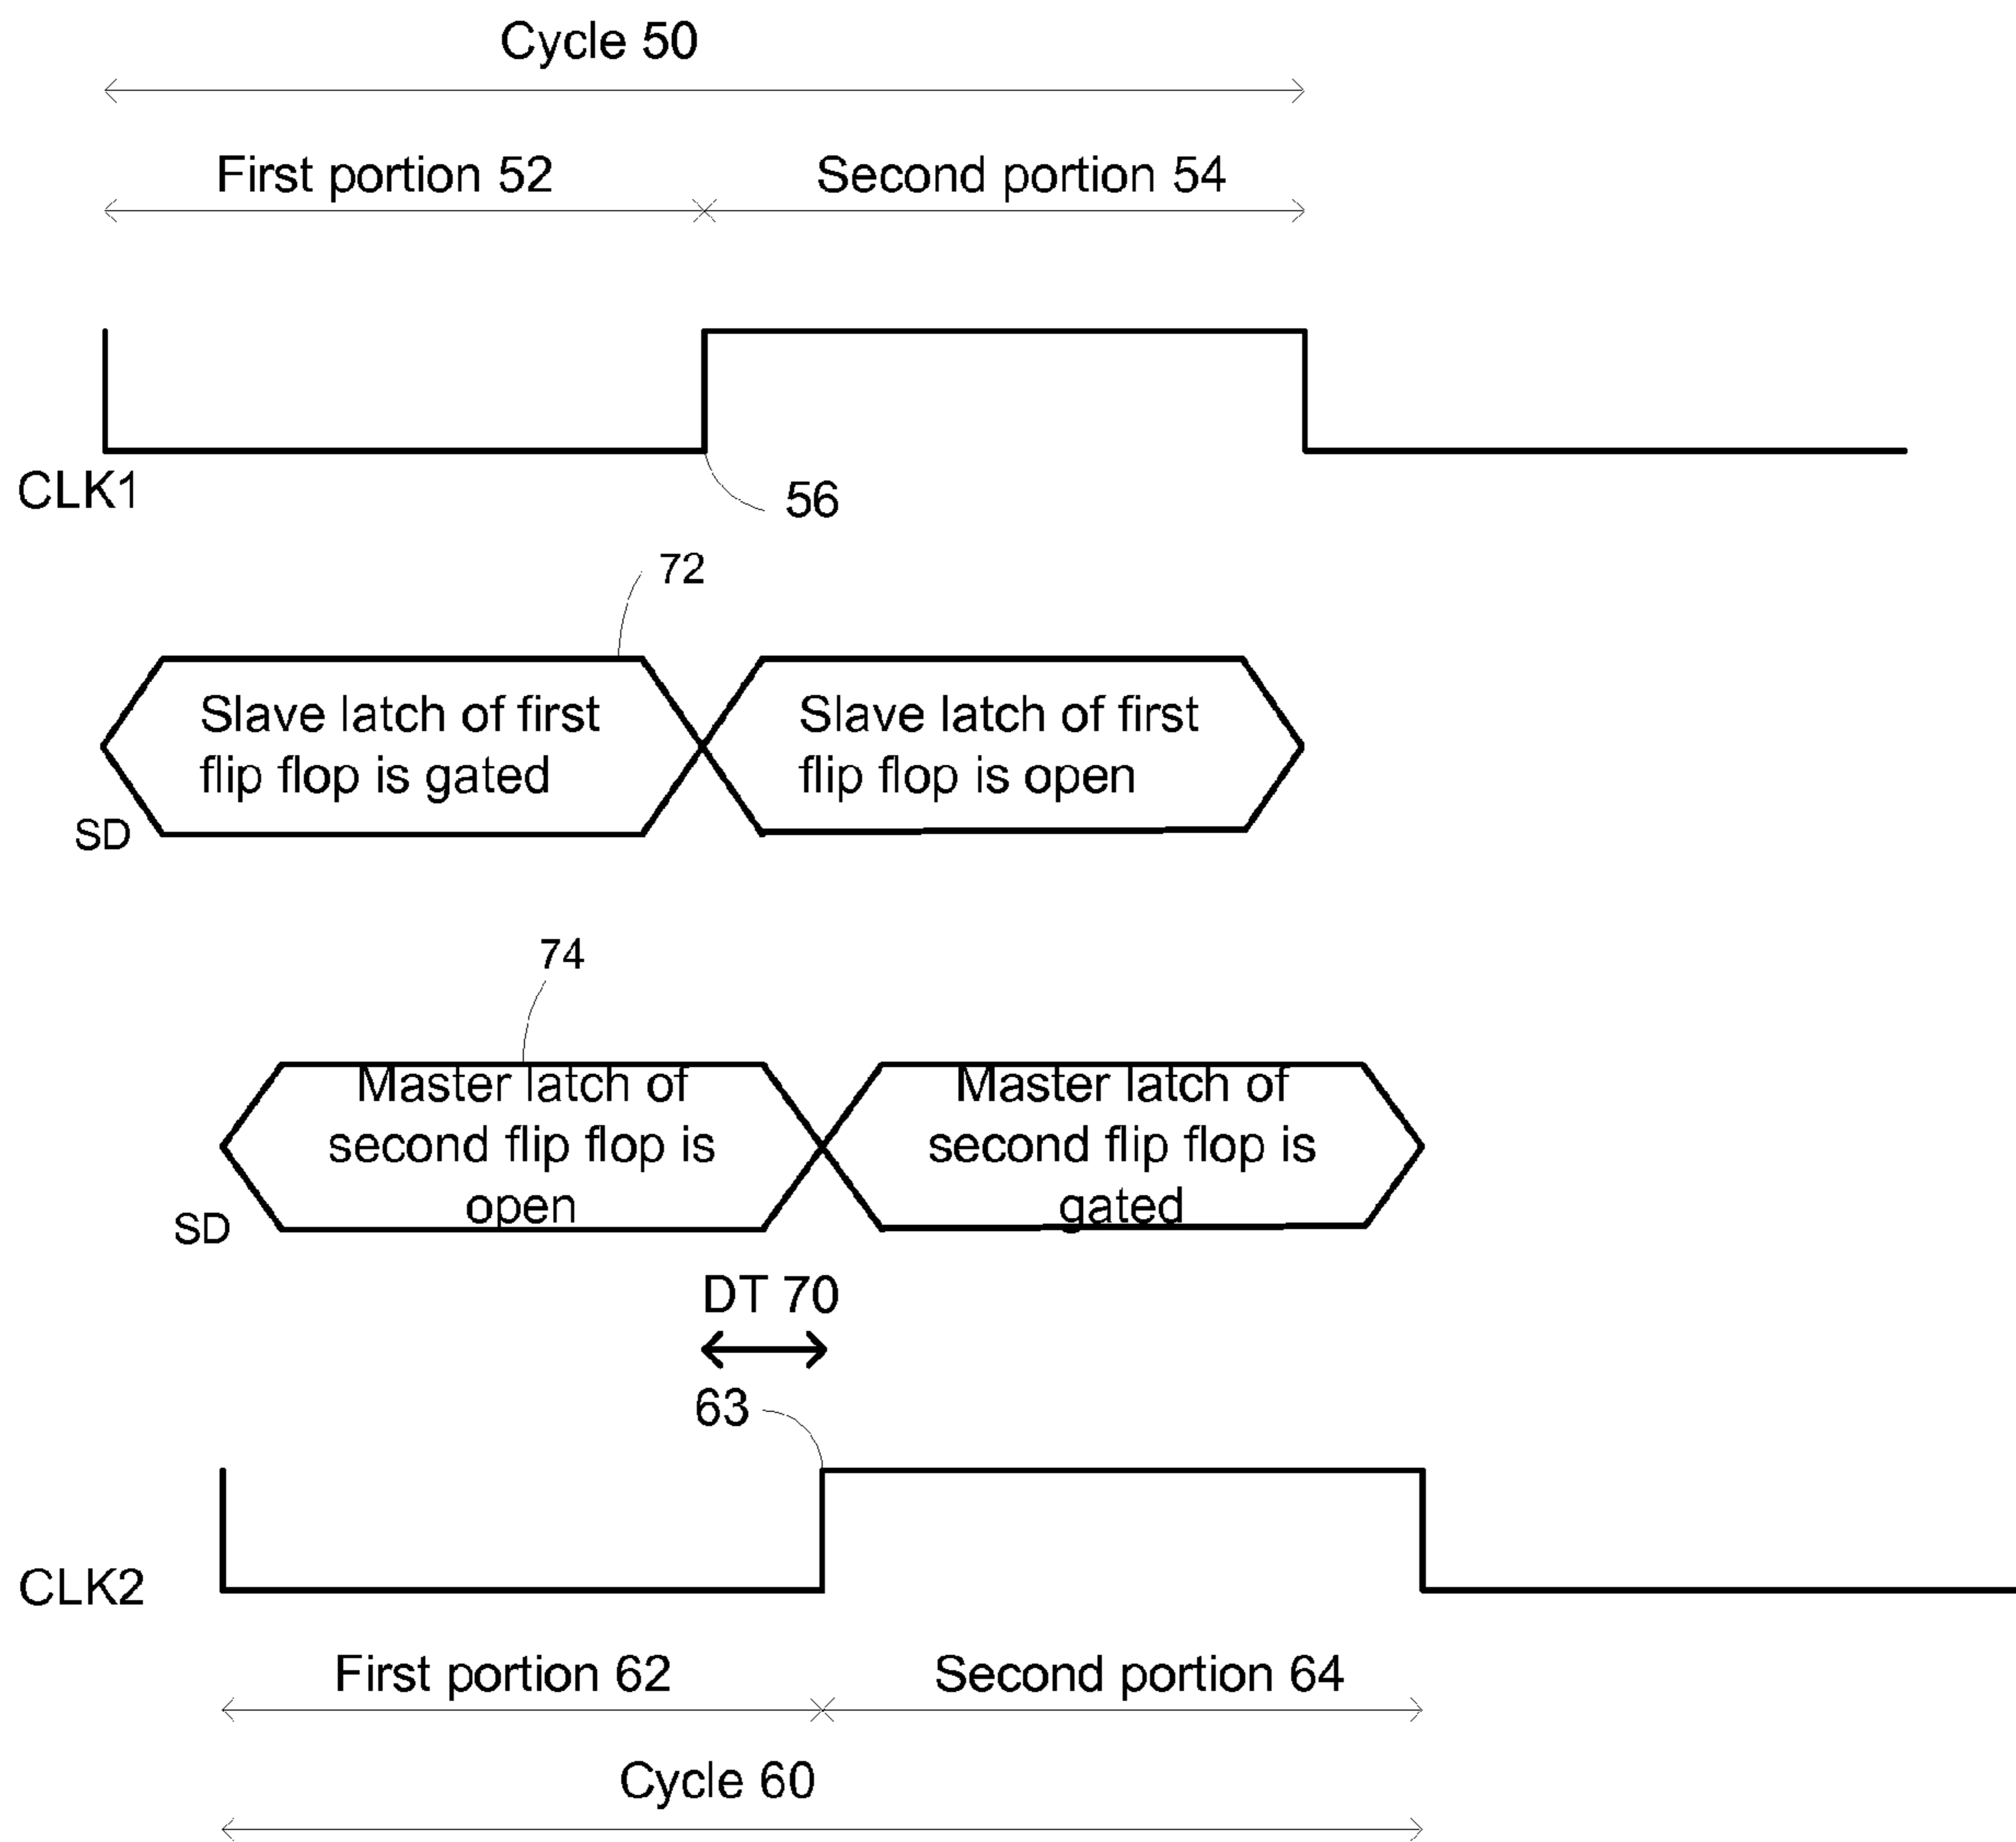 Cycle 50
First portion 52
Second portion 54
CLK1
56
72
Slave latch of first
flip flop is gated
Slave latch of first
flip flop is open
SD
74
Master latch of
second flip flop is
open
Master latch of
second flip flop is
gated
SD
DT 70
63
CLK2
First portion 62
Second portion 64
Cycle 60